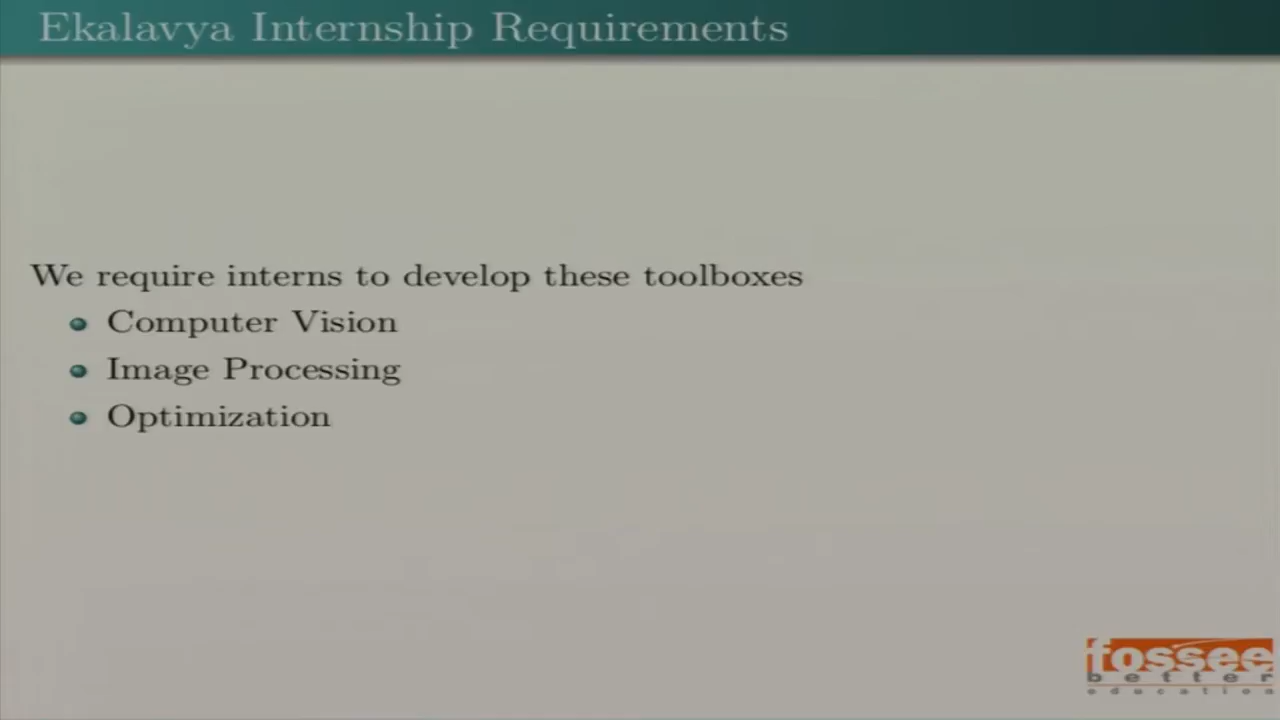 Ekalavya Internship Requirements
We require interns to develop these toolboxes
Computer Vision
Image Processing
Optimization
fossee
better
education